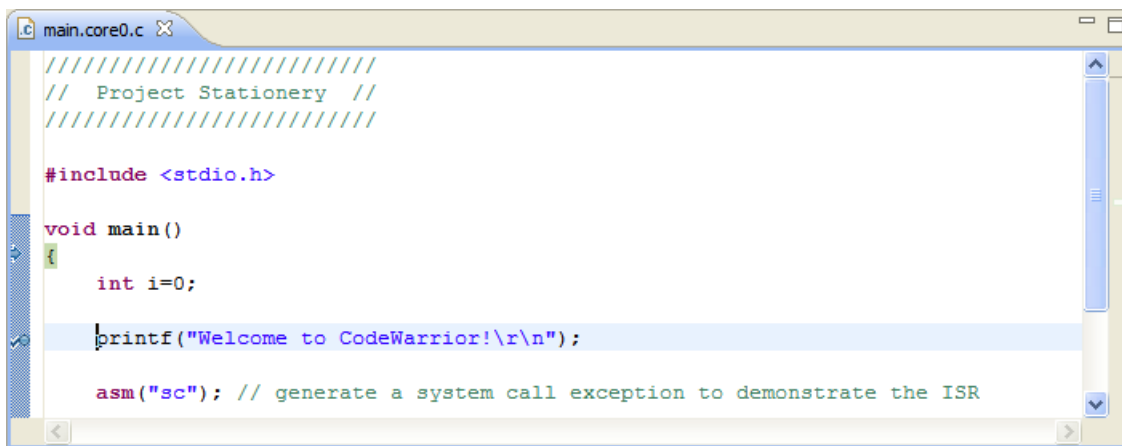 .c main.core0.c
//////////////////////////
//  Project Stationery  //
//////////////////////////
#include <stdio.h>
void main()
{
    int i=0;
    printf("Welcome to CodeWarrior!\r\n");
    asm("sc"); // generate a system call exception to demonstrate the ISR